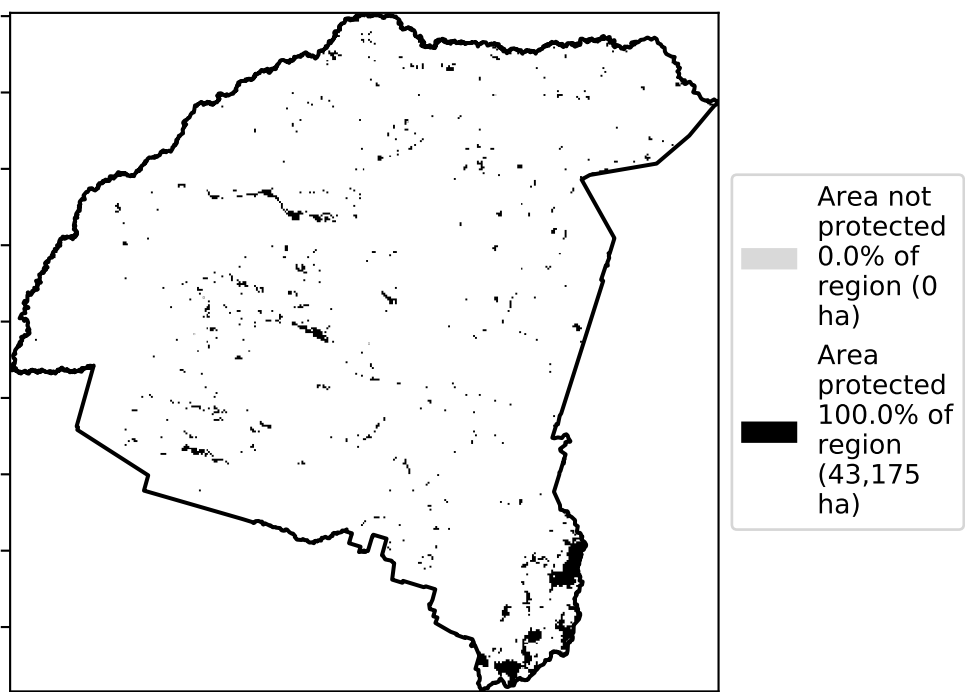 Area not
protected
0.0% of
region (0
ha)
Area
protected
100.0% of
region
(43,175
ha)